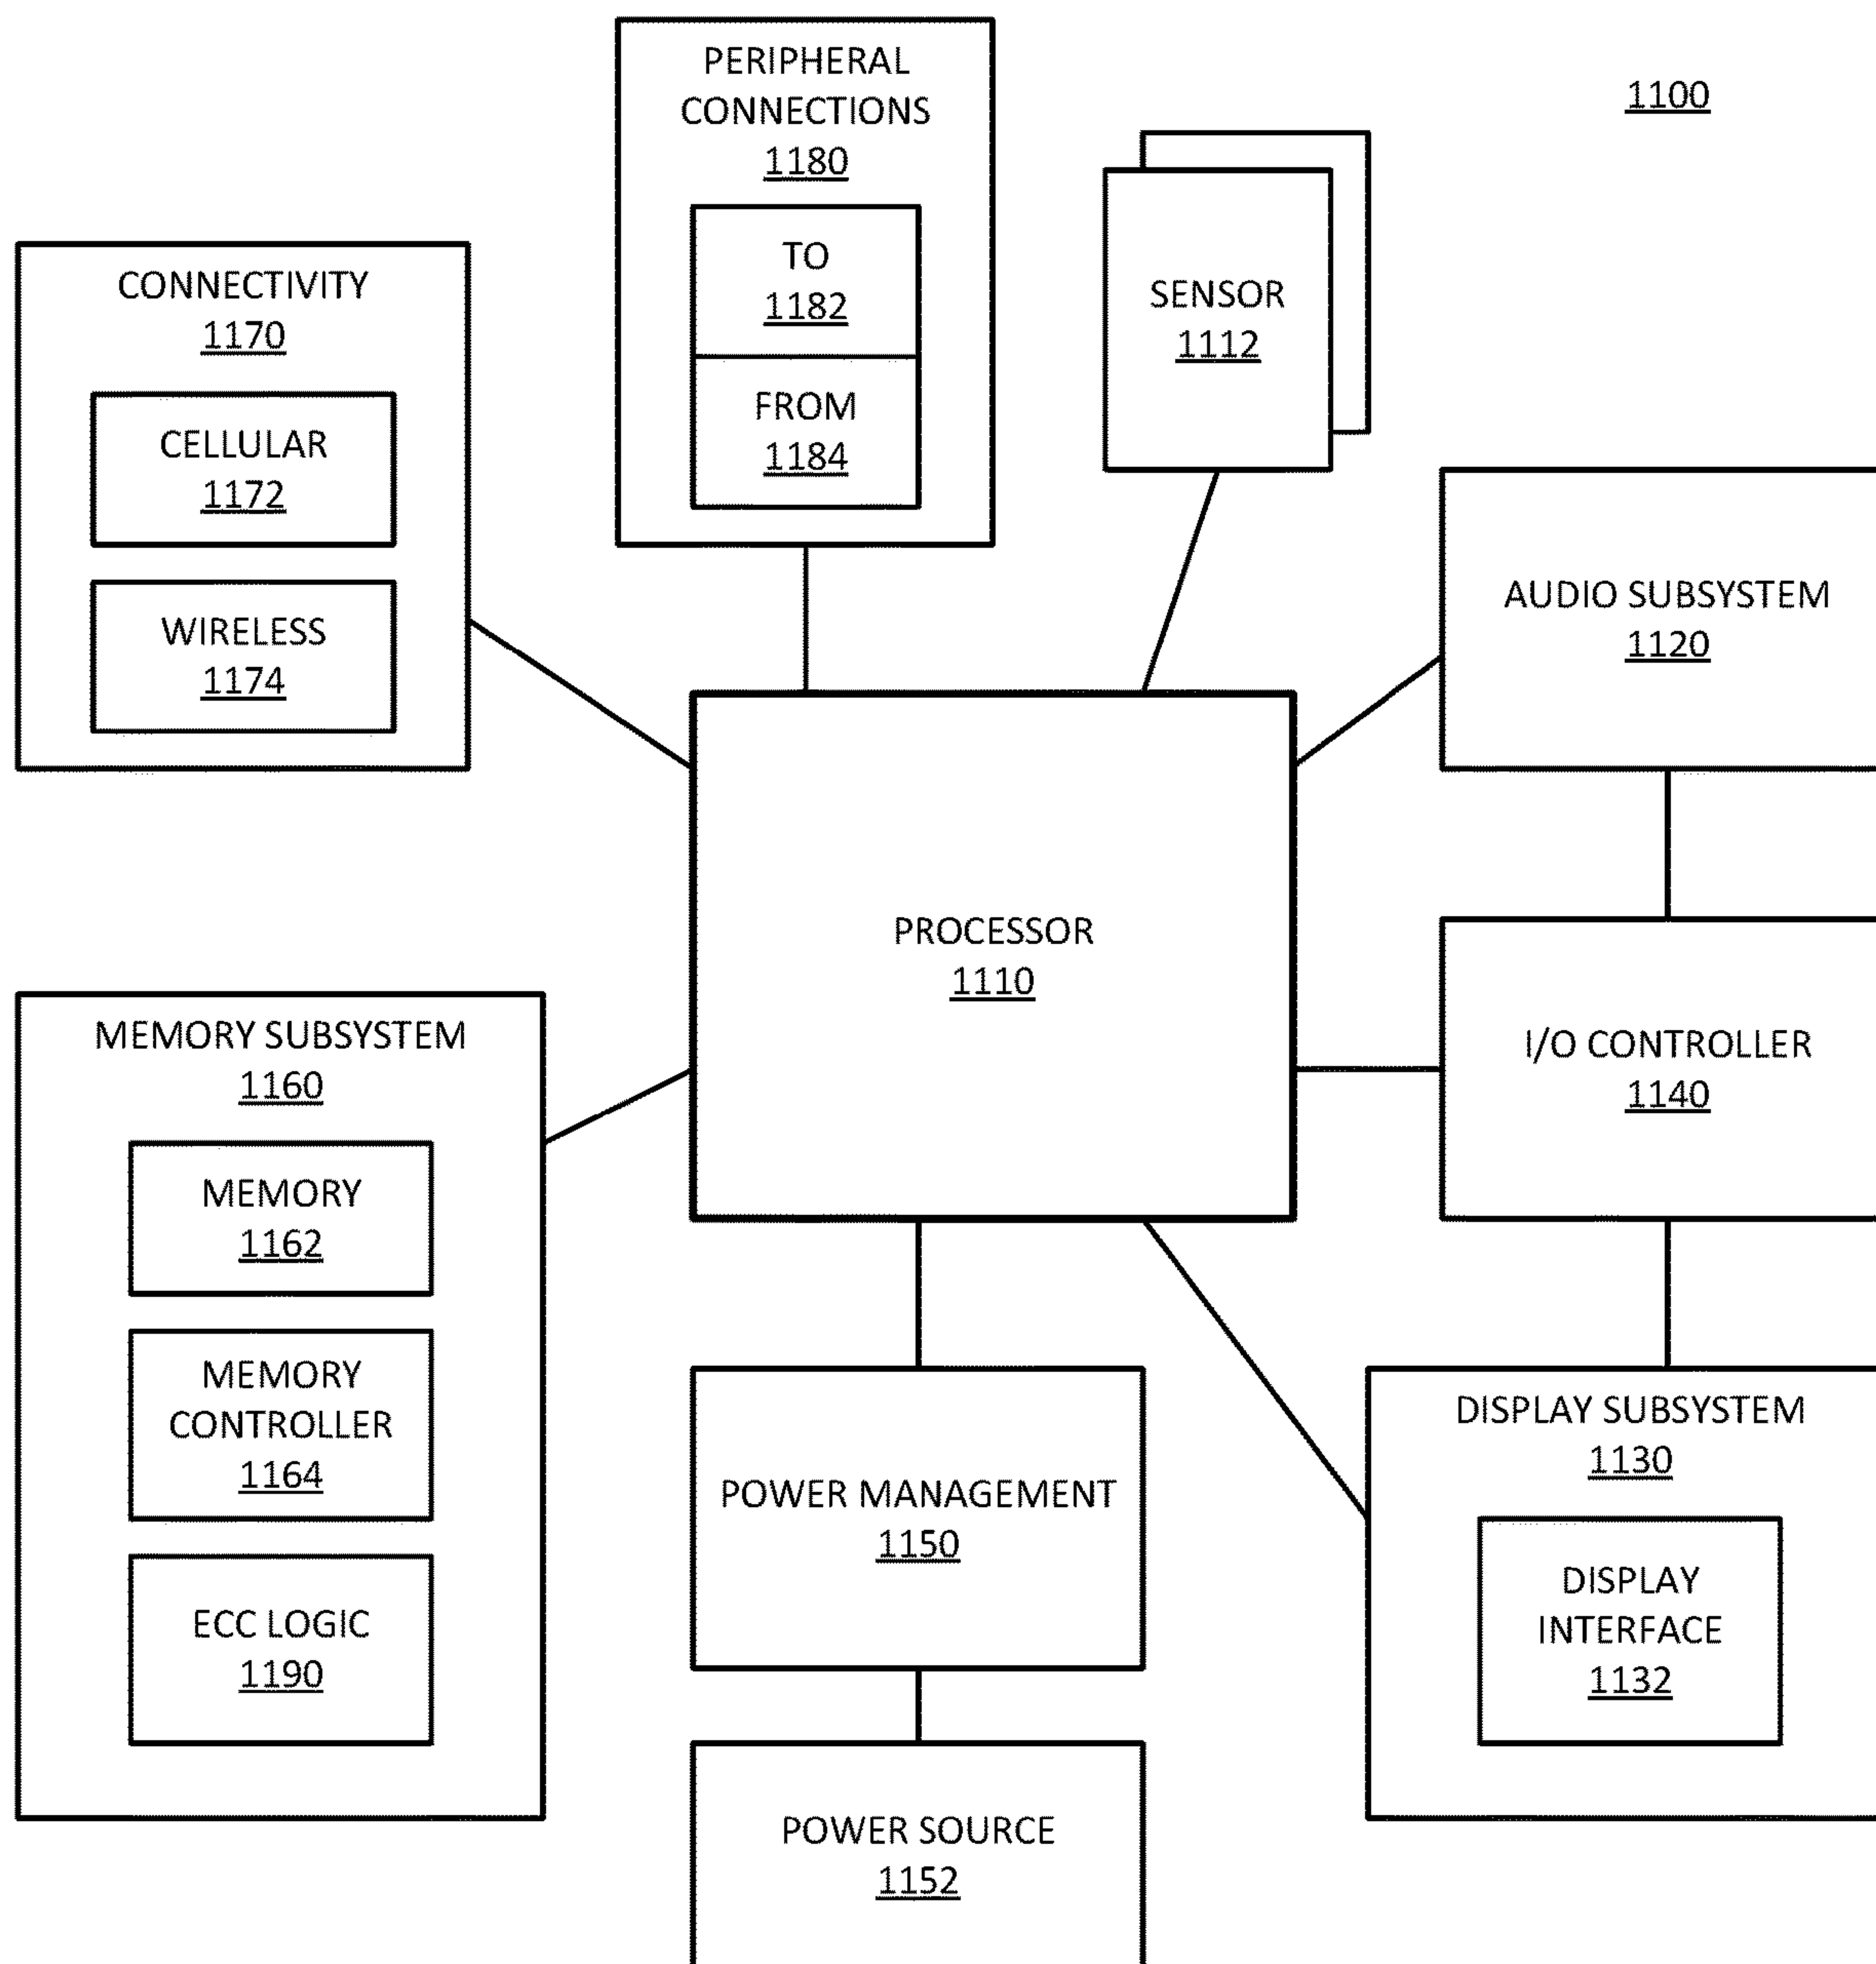 PERIPHERAL
CONNECTIONS
1180
TO
1182
FROM
1184
1100
SENSOR
1112
CONNECTIVITY
1170
CELLULAR
1172
WIRELESS
1174
AUDIO SUBSYSTEM
1120
PROCESSOR
1110
I/O CONTROLLER
1140
MEMORY SUBSYSTEM
1160
MEMORY
1162
MEMORY
CONTROLLER
1164
ECC LOGIC
1190
POWER MANAGEMENT
1150
DISPLAY SUBSYSTEM
1130
DISPLAY
INTERFACE
1132
POWER SOURCE
1152